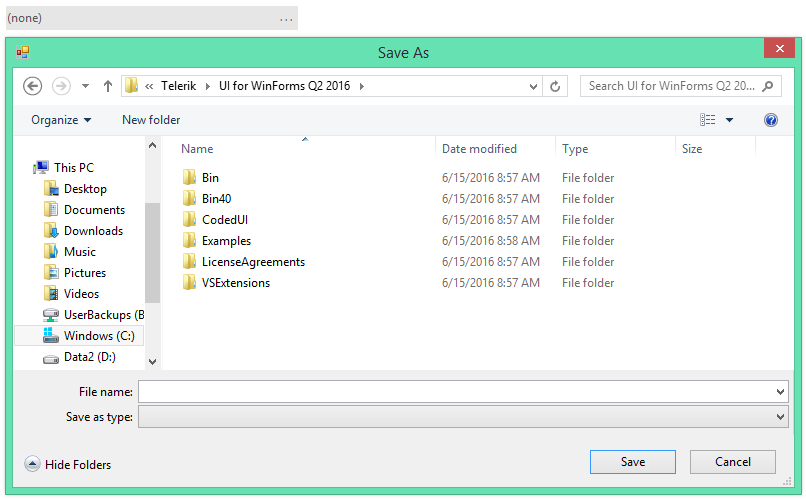 (none) ...
Save As
« Telerik UI for WinForms Q2 2016 Search UI for WinForms Q2 20...
Organize New folder
This PC
Desktop
Documents
Downloads
Music
Pictures
Videos
UserBackups (B
Windows (C:)
Data2 (D:)
Name Date modified Type Size
Bin 6/15/2016 8:57 AM File folder
Bin40 6/15/2016 8:57 AM File folder
CodedUI 6/15/2016 8:57 AM File folder
Examples 6/15/2016 8:58 AM File folder
LicenseAgreements 6/15/2016 8:57 AM File folder
VSExtensions 6/15/2016 8:57 AM File folder
File name:
Save as type:
Hide Folders Save Cancel